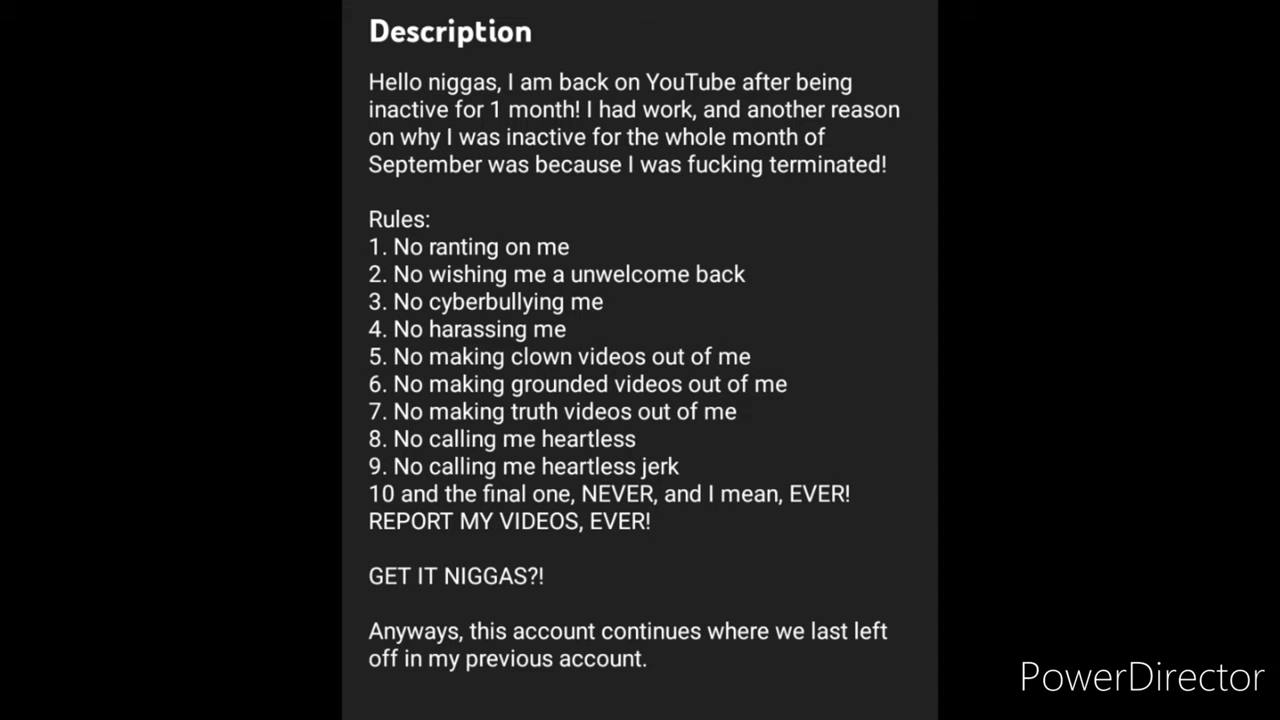 Description
Hello niggas, I am back on YouTube after being
inactive for 1 month! I had work, and another reason
on why I was inactive for the whole month of
September was because I was fucking terminated!
Rules:
1. No ranting on me
2. No wishing me a unwelcome back
3. No cyberbullying me
4. No harassing me
5. No making clown videos out of me
6. No making grounded videos out of me
7. No making truth videos out of me
8. No calling me heartless
9. No calling me heartless jerk
10 and the final one, NEVER, and I mean, EVER!
REPORT MY VIDEOS, EVER!
GET IT NIGGAS?!
Anyways, this account continues where we last left
off in my previous account.
PowerDirector